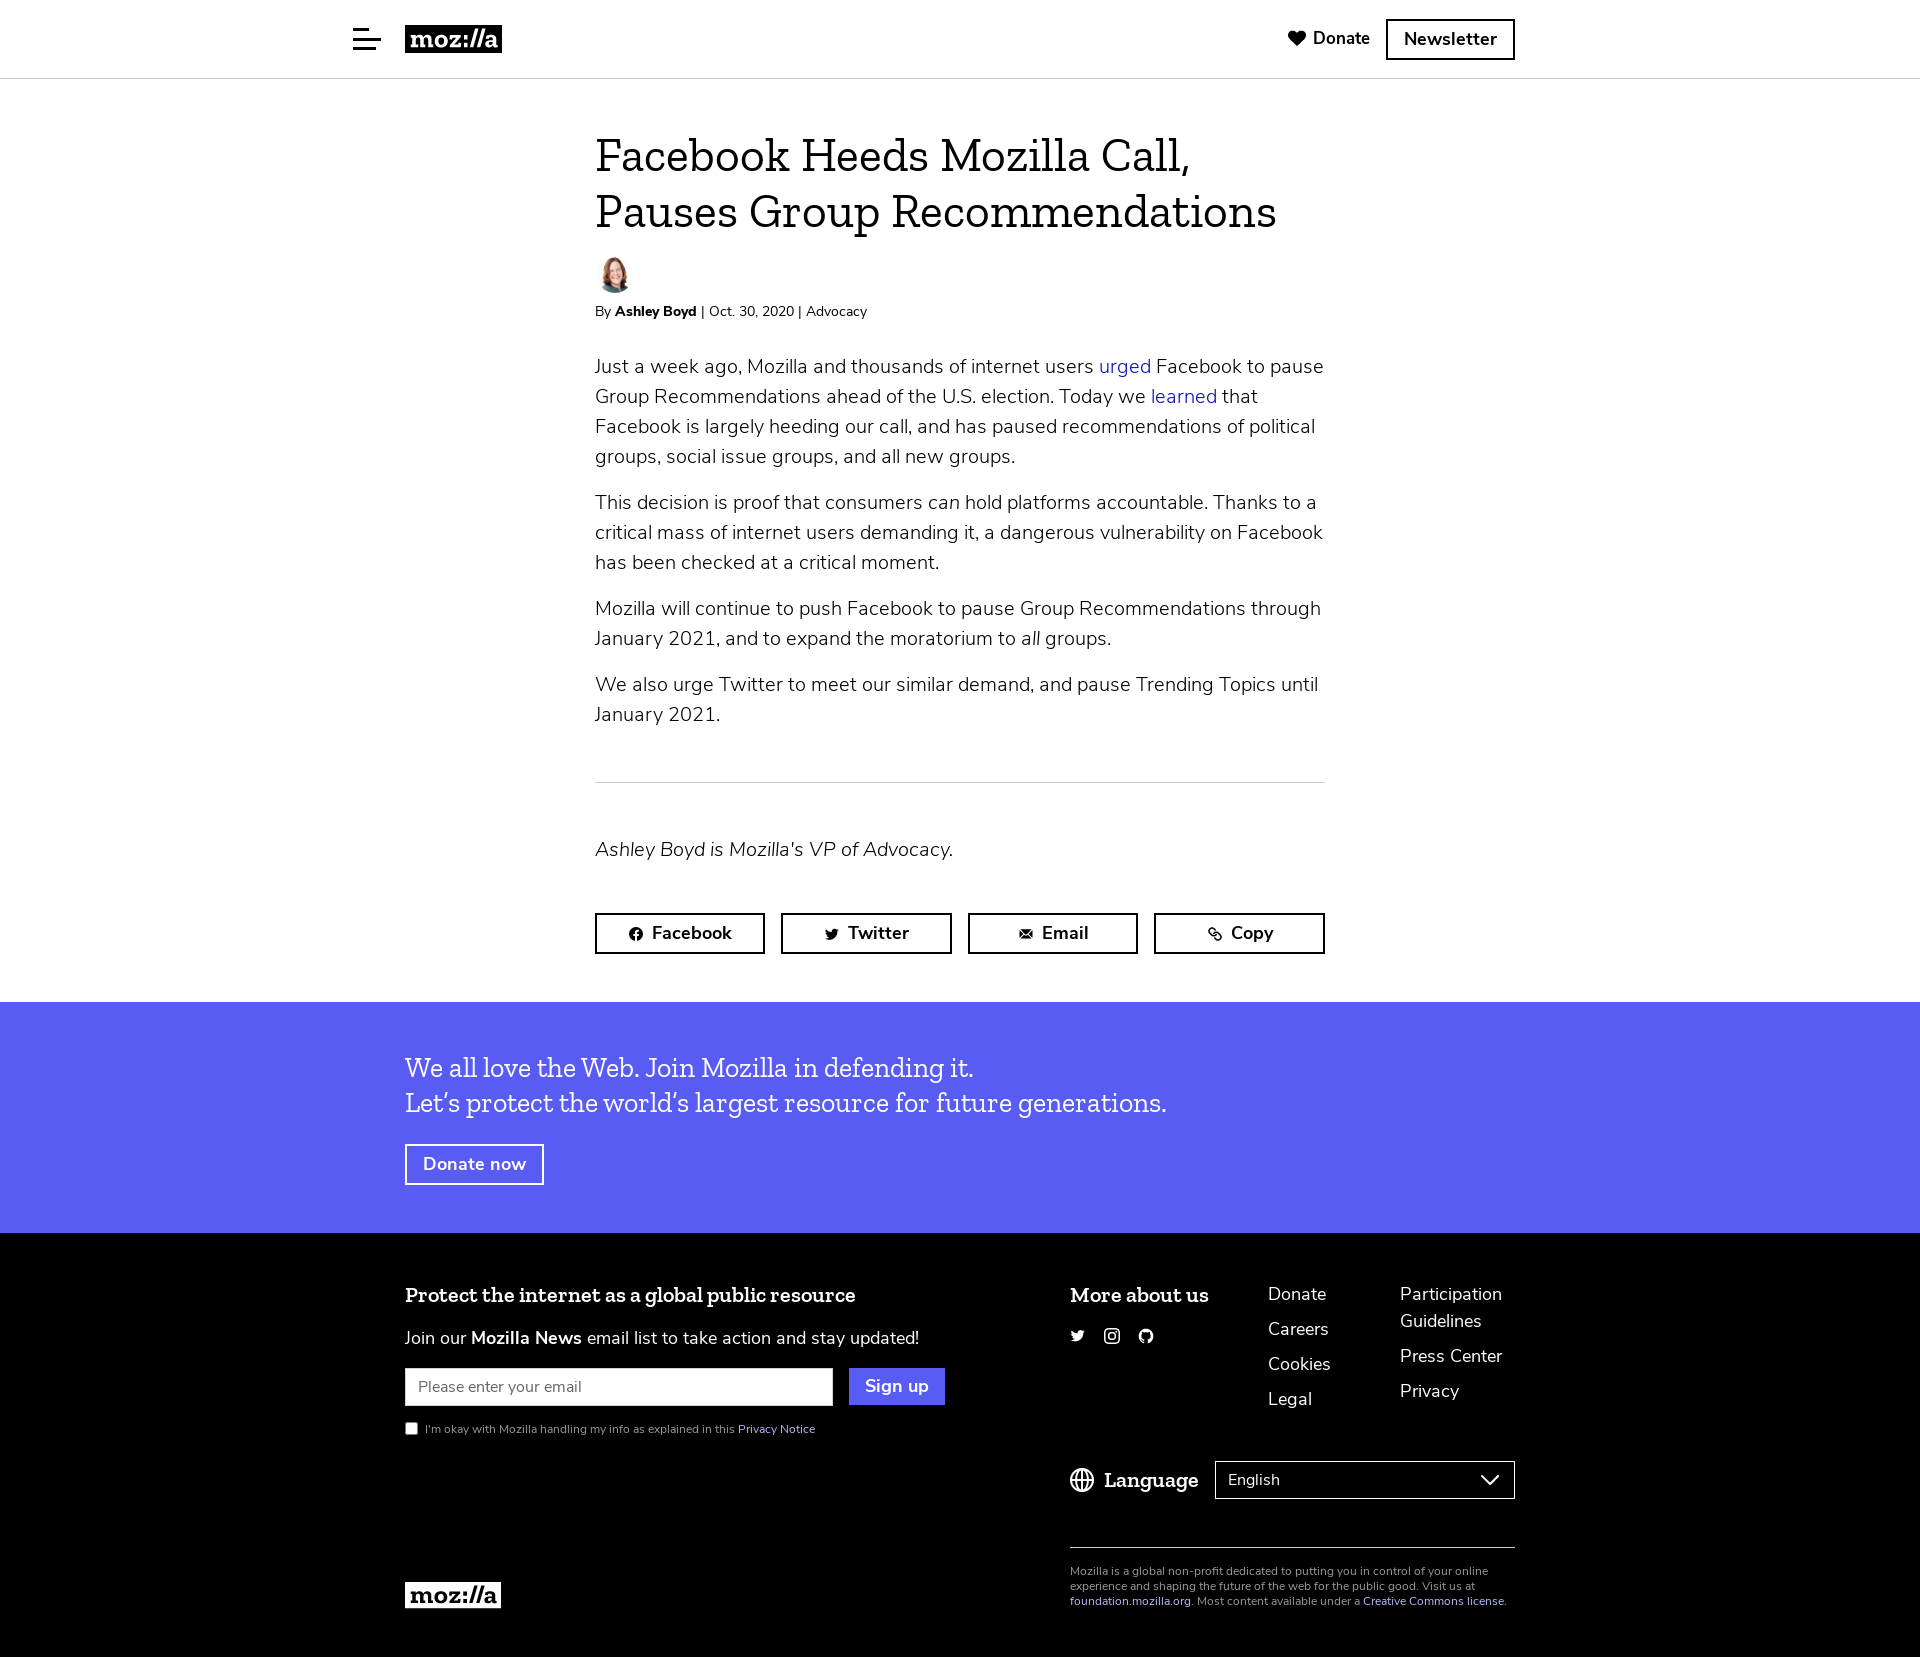 moz://a
Donate
Newsletter
Facebook Heeds Mozilla Call,
Pauses Group Recommendations
By Ashley Boyd | Oct. 30, 2020 | Advocacy
Just a week ago, Mozilla and thousands of internet users urged Facebook to pause
Group Recommendations ahead of the U.S. election. Today we learned that
Facebook is largely heeding our call, and has paused recommendations of political
groups, social issue groups, and all new groups.
This decision is proof that consumers can hold platforms accountable. Thanks to a
critical mass of internet users demanding it, a dangerous vulnerability on Facebook
has been checked at a critical moment.
Mozilla will continue to push Facebook to pause Group Recommendations through
January 2021, and to expand the moratorium to all groups.
We also urge Twitter to meet our similar demand, and pause Trending Topics until
January 2021.
Ashley Boyd is Mozilla's VP of Advocacy.
Facebook
Twitter
Email
Copy
We all love the Web. Join Mozilla in defending it.
Let’s protect the world’s largest resource for future generations.
Donate now
Protect the internet as a global public resource
Join our Mozilla News email list to take action and stay updated!
Please enter your email
Sign up
I'm okay with Mozilla handling my info as explained in this Privacy Notice
More about us
Donate
Careers
Cookies
Legal
Participation
Guidelines
Press Center
Privacy
Language
English
moz://a
Mozilla is a global non-profit dedicated to putting you in control of your online
experience and shaping the future of the web for the public good. Visit us at
foundation.mozilla.org. Most content available under a Creative Commons license.